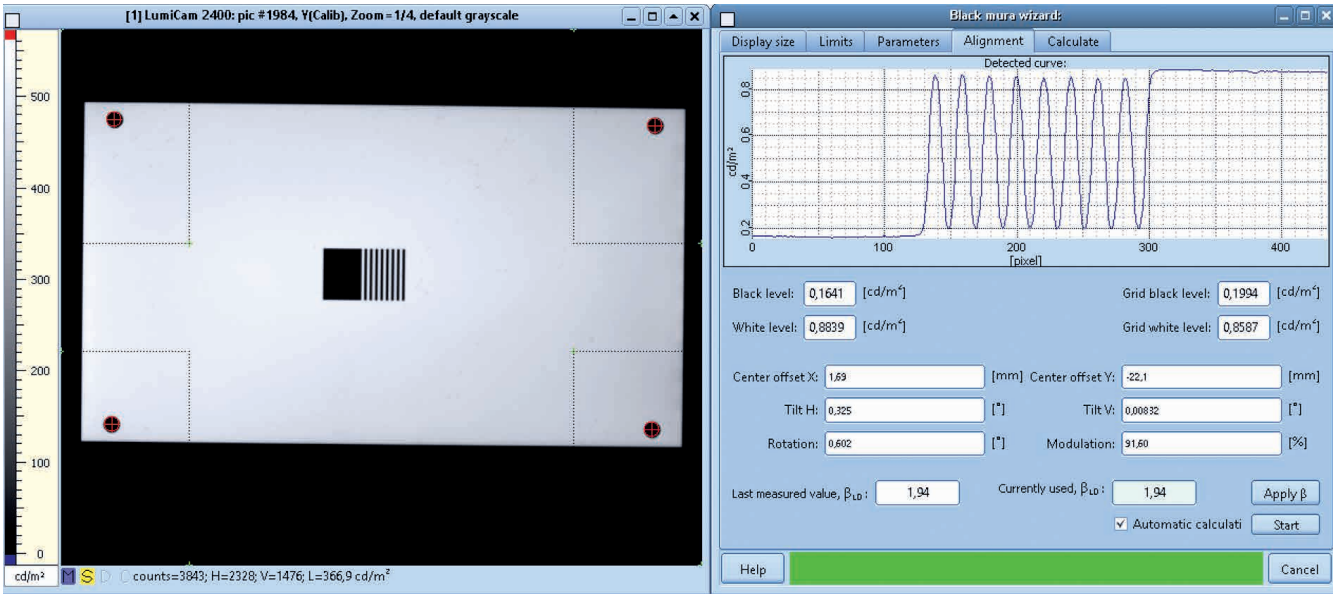 [1] LumiCam 2400: pic #1984, Y(Calib), Zoom=1/4, default grayscale
500
400
300
200
100
0
cd/m²
M S D C counts=3843; H=2328; V=1476; L=366,9 cd/m²
Black mura wizard:
Display size Limits Parameters Alignment Calculate
Detected curve:
0,8
0,6
0,4
0,2
cd/m²
0 100 200 300 400
[pixel]
Black level: 0,1641 [cd/m²] Grid black level: 0,1994 [cd/m²]
White level: 0,8839 [cd/m²] Grid white level: 0,8587 [cd/m²]
Center offset X: 1,69 [mm] Center offset Y: -22,1 [mm]
Tilt H: 0,325 [°] Tilt V: 0,00832 [°]
Rotation: 0,602 [°] Modulation: 91,60 [%]
Last measured value, βLD: 1,94 Currently used, βLD: 1,94 Apply β
Automatic calculati Start
Help Cancel